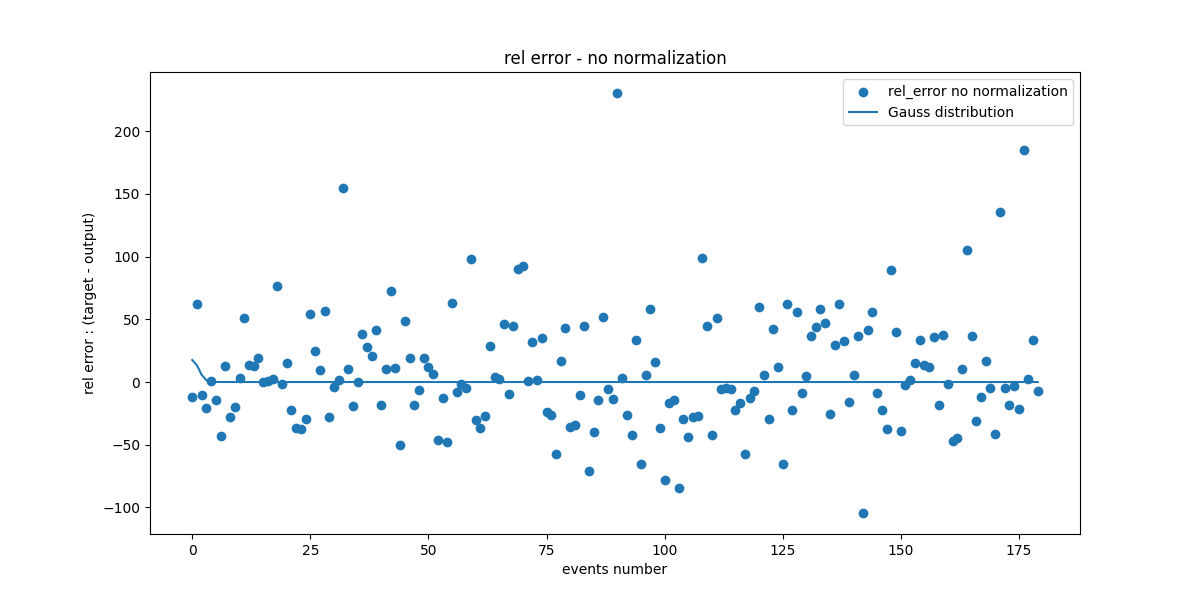 rel error - no normalization
rel_error no normalization
Gauss distribution
rel error : (target - output)
200
150
100
50
0
−50
−100
0 25 50 75 100 125 150 175
events number